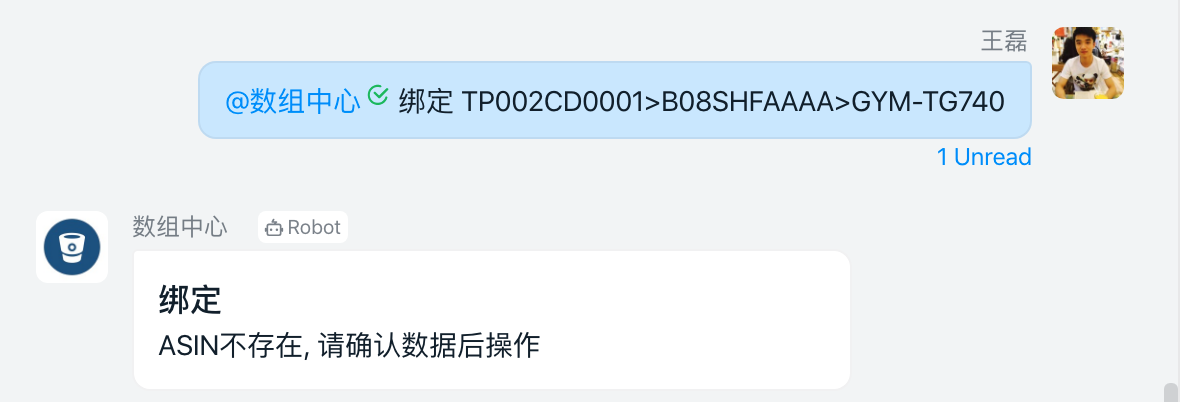 王磊
@数组中心 绑定 TP002CD0001>B08SHFAAAA>GYM-TG740
1 Unread
数组中心 Robot
绑定
ASIN不存在, 请确认数据后操作